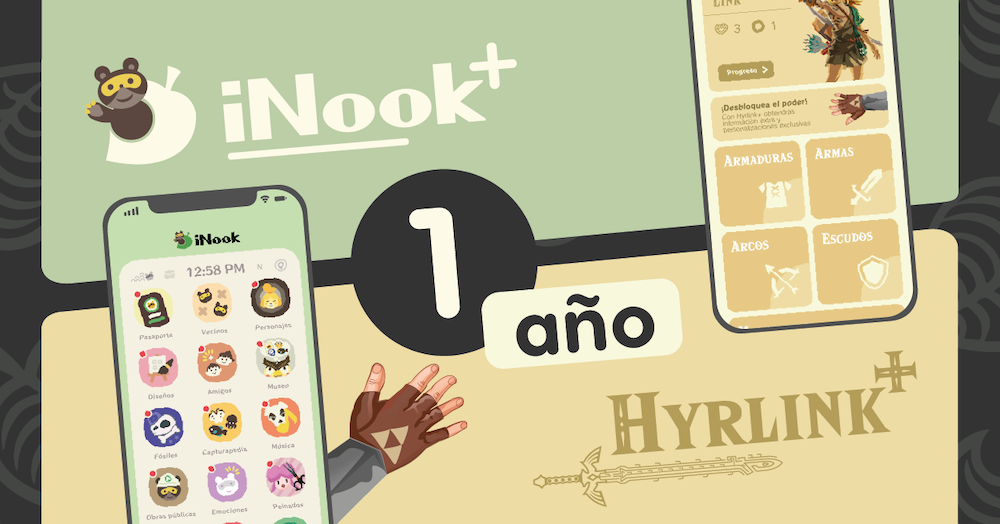 iNook+
LINK
3
1
Progreso >
¡Desbloquea el poder!
Con Hyrlink+ obtendrás
información extra y
personalizaciones exclusivas
ARMADURAS
ARMAS
ARCOS
ESCUDOS
iNook
12:58 PM
N
Pasaporte
Vecinos
Personajes
Diseños
Amigos
Museo
Fósiles
Capturapedia
Música
Obras públicas
Emociones
Peinados
1
año
HYRLINK+